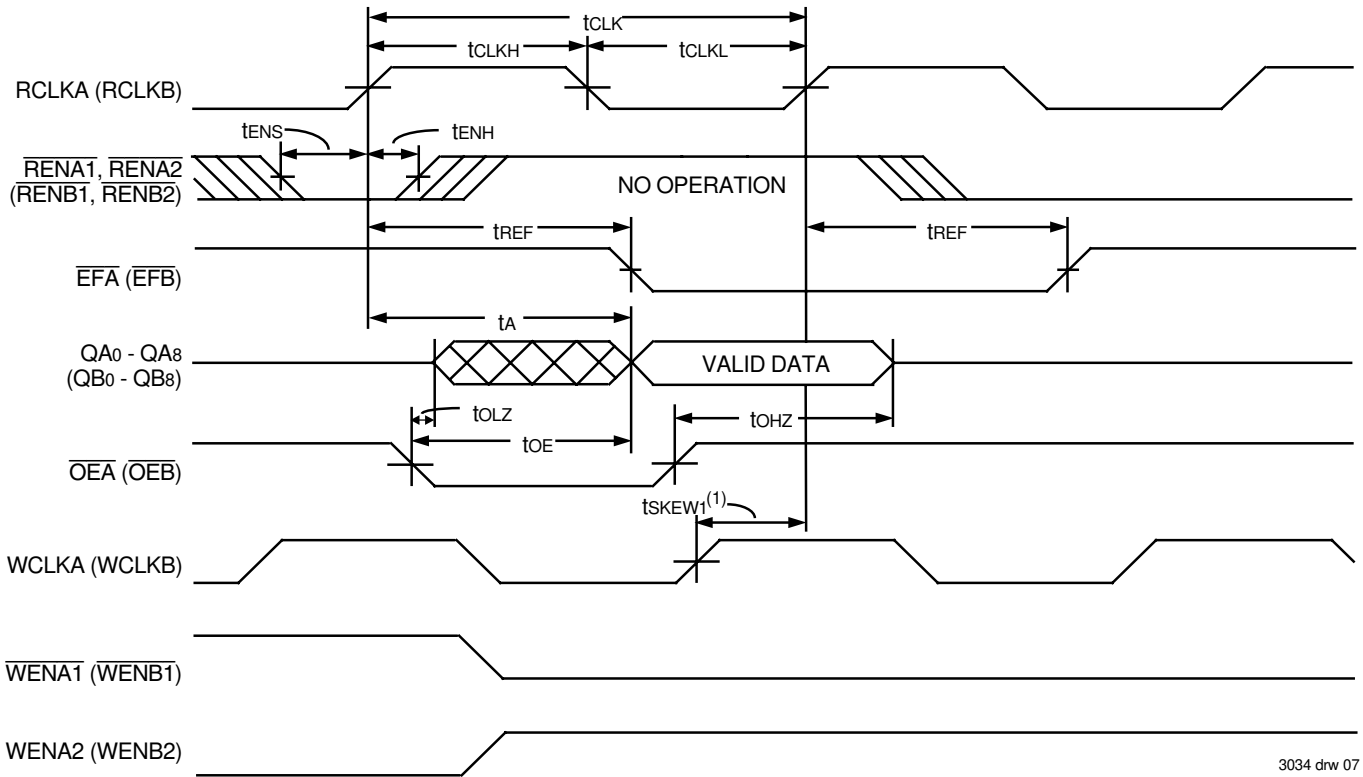 tCLK
tCLKH
tCLKL
RCLKA (RCLKB)
tENS
tENH
RENA1, RENA2
(RENB1, RENB2)
NO OPERATION
tREF
tREF
EFA (EFB)
tA
QA0 - QA8
(QB0 - QB8)
VALID DATA
tOLZ
tOHZ
tOE
OEA (OEB)
tSKEW1(1)
WCLKA (WCLKB)
WENA1 (WENB1)
WENA2 (WENB2)
3034 drw 07